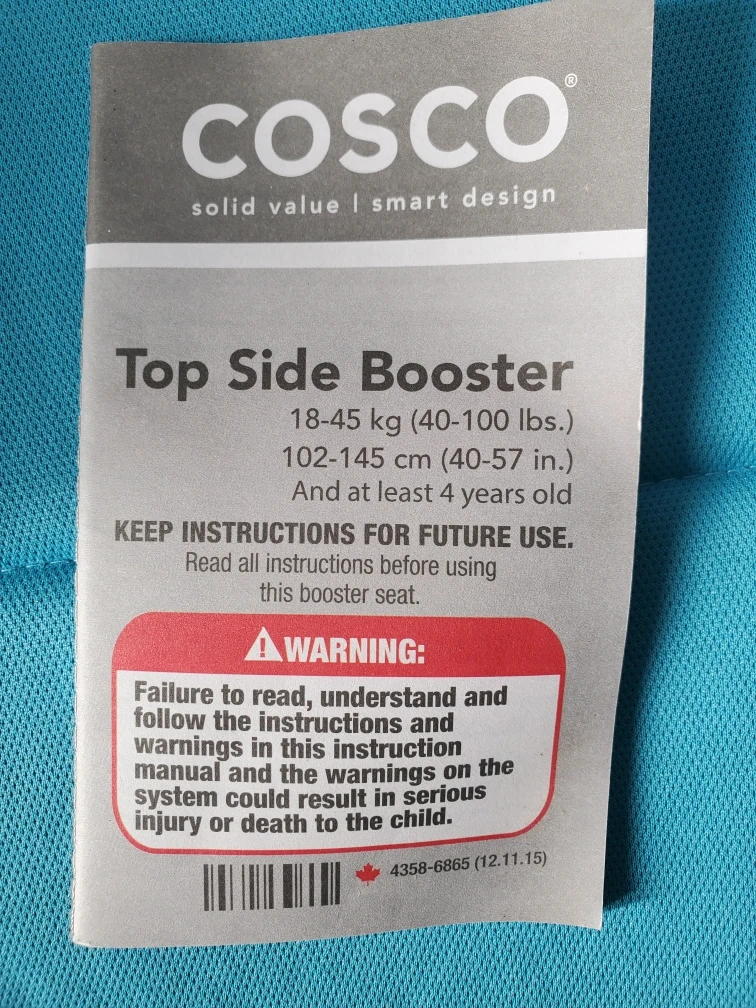 COSCO®
solid value | smart design
Top Side Booster
18-45 kg (40-100 lbs.)
102-145 cm (40-57 in.)
And at least 4 years old
KEEP INSTRUCTIONS FOR FUTURE USE.
Read all instructions before using
this booster seat.
WARNING:
Failure to read, understand and
follow the instructions and
warnings in this instruction
manual and the warnings on the
system could result in serious
injury or death to the child.
4358-6865 (12.11.15)